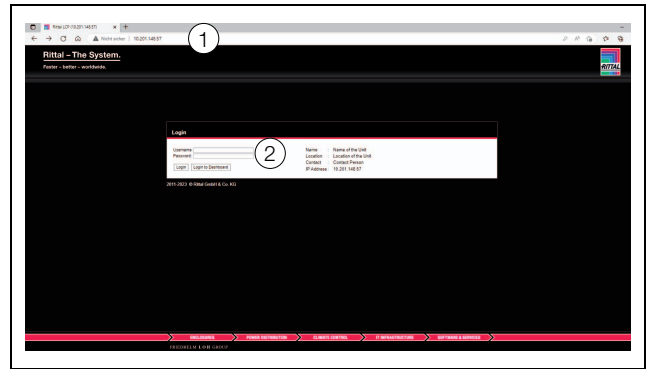 Rittal LCP (10.201.148.57)
Nicht sicher | 10.201.148.57
1
Rittal – The System.
Faster – better – worldwide.
RITTAL
Login
Username
Password
Login Login to Dashboard
2
Name : Name of the Unit
Location : Location of the Unit
Contact : Contact Person
IP Address : 10.201.148.57
2011-2023 © Rittal GmbH & Co. KG
ENCLOSURES POWER DISTRIBUTION CLIMATE CONTROL IT INFRASTRUCTURE SOFTWARE & SERVICES
FRIEDHELM LOH GROUP